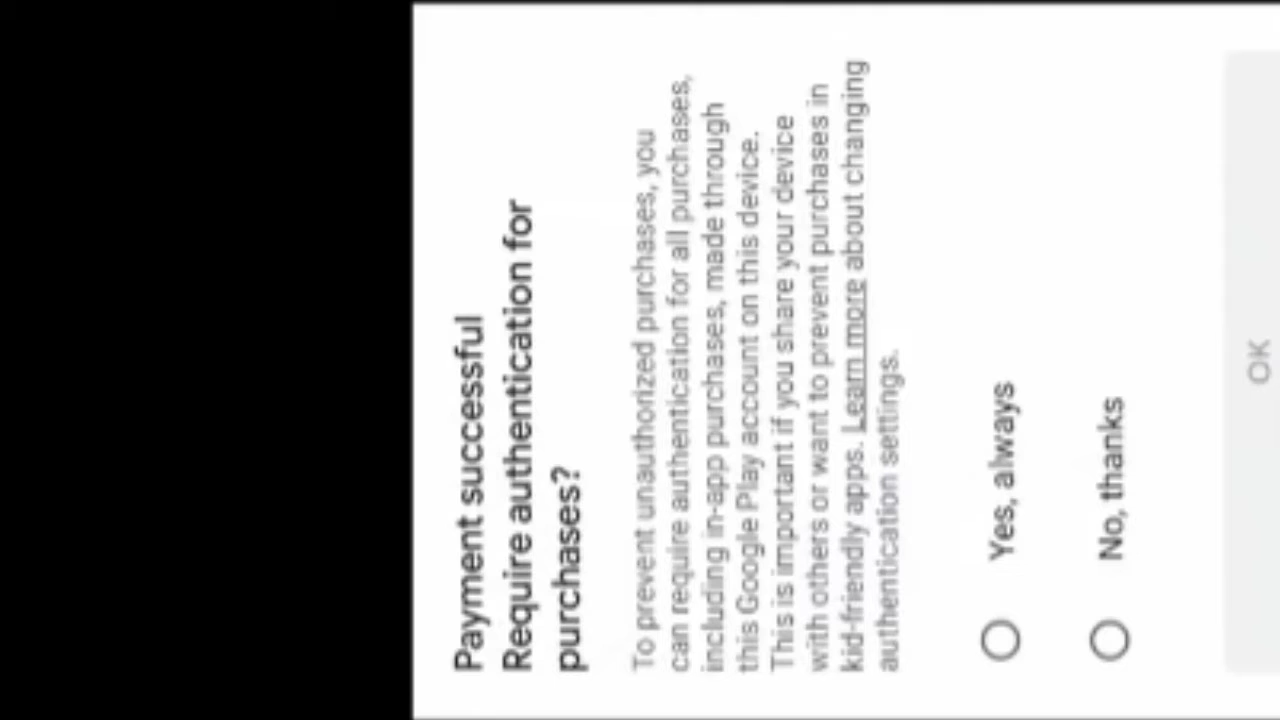 Payment successful
Require authentication for
purchases?
To prevent unauthorized purchases, you
can require authentication for all purchases,
including in-app purchases, made through
this Google Play account on this device.
This is important if you share your device
with others or want to prevent purchases in
kid-friendly apps. Learn more about changing
authentication settings.
Yes, always
No, thanks
OK